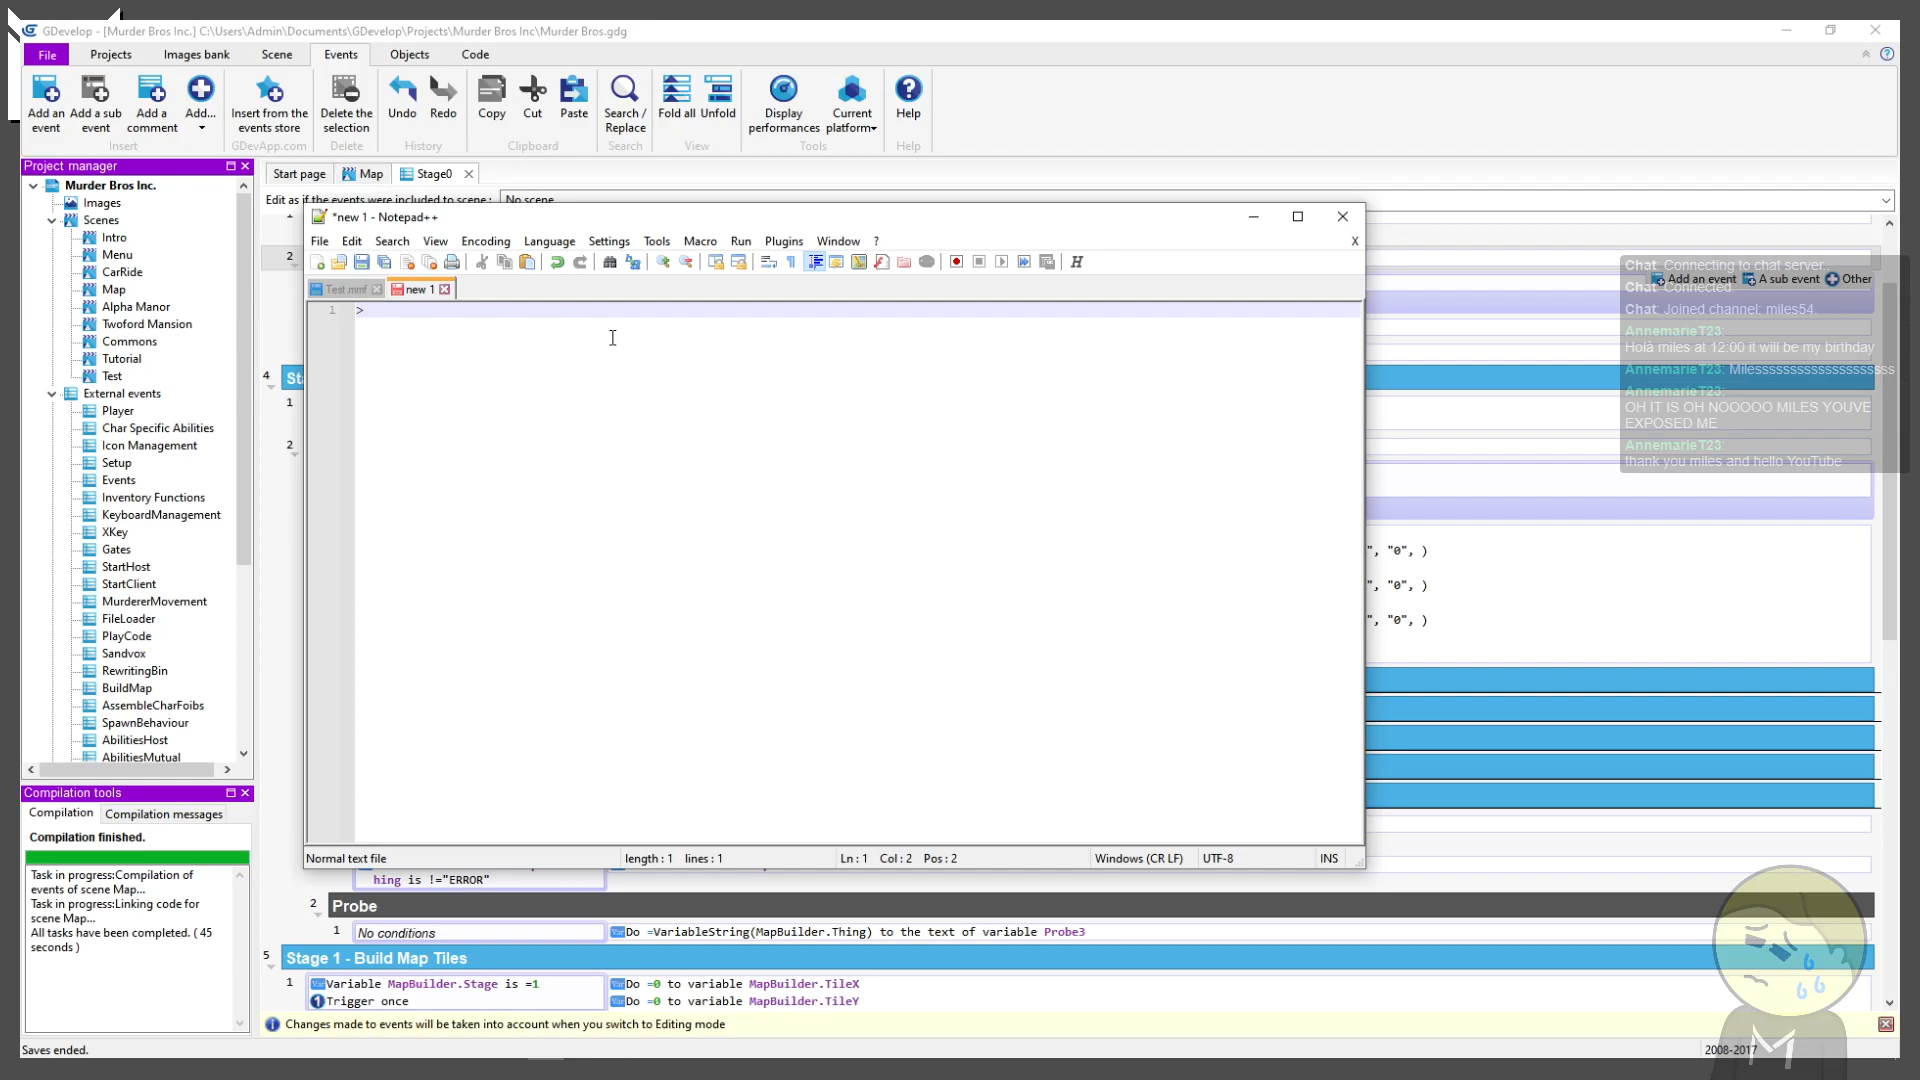 GDevelop - [Murder Bros Inc.] C:\Users\Admin\Documents\GDevelop\Projects\Murder Bros Inc\Murder Bros.gdg
File Projects Images bank Scene Events Objects Code
Add an event
Add a sub event
Add a comment
Add...
Insert from the events store
Delete the selection
Undo Redo
Copy Cut Paste
Search / Replace
Fold all Unfold
Display performances
Current platform
Help
Insert GDevApp.com Delete History Clipboard Search View Tools Help
Project manager
Murder Bros Inc.
Images
Scenes
Intro
Menu
CarRide
Map
Alpha Manor
Twoford Mansion
Commons
Tutorial
Test
External events
Player
Char Specific Abilities
Icon Management
Setup
Events
Inventory Functions
KeyboardManagement
XKey
Gates
StartHost
StartClient
MurdererMovement
FileLoader
PlayCode
Sandvox
RewritingBin
BuildMap
AssembleCharFoibs
SpawnBehaviour
AbilitiesHost
AbilitiesMutual
Compilation tools
Compilation Compilation messages
Compilation finished.
Task in progress:Compilation of
events of scene Map...
Task in progress:Linking code for
scene Map...
All tasks have been completed. ( 45
seconds )
Saves ended.
Start page Map Stage0
Edit as if the events were included to scene : No scene
2
*new 1 - Notepad++
File Edit Search View Encoding Language Settings Tools Macro Run Plugins Window ? X
Test.mmf new 1
1 >
Normal text file length : 1 lines : 1 Ln : 1 Col : 2 Pos : 2 Windows (CR LF) UTF-8 INS
4 St
1
2
Add an event A sub event Other
Chat: Connecting to chat server.
Chat: Connected.
Chat: Joined channel: miles54.
AnnemarieT23:
Holà miles at 12:00 it will be my birthday
AnnemarieT23: Milesssssssssssssssssss
AnnemarieT23:
OH IT IS OH NOOOOO MILES YOUVE
EXPOSED ME
AnnemarieT23:
thank you miles and hello YouTube
", "0", )
", "0", )
", "0", )
hing is !="ERROR"
2 Probe
1 No conditions Do =VariableString(MapBuilder.Thing) to the text of variable Probe3
5 Stage 1 - Build Map Tiles
1 Variable MapBuilder.Stage is =1 Do =0 to variable MapBuilder.TileX
Trigger once Do =0 to variable MapBuilder.TileY
Changes made to events will be taken into account when you switch to Editing mode
2008-2017